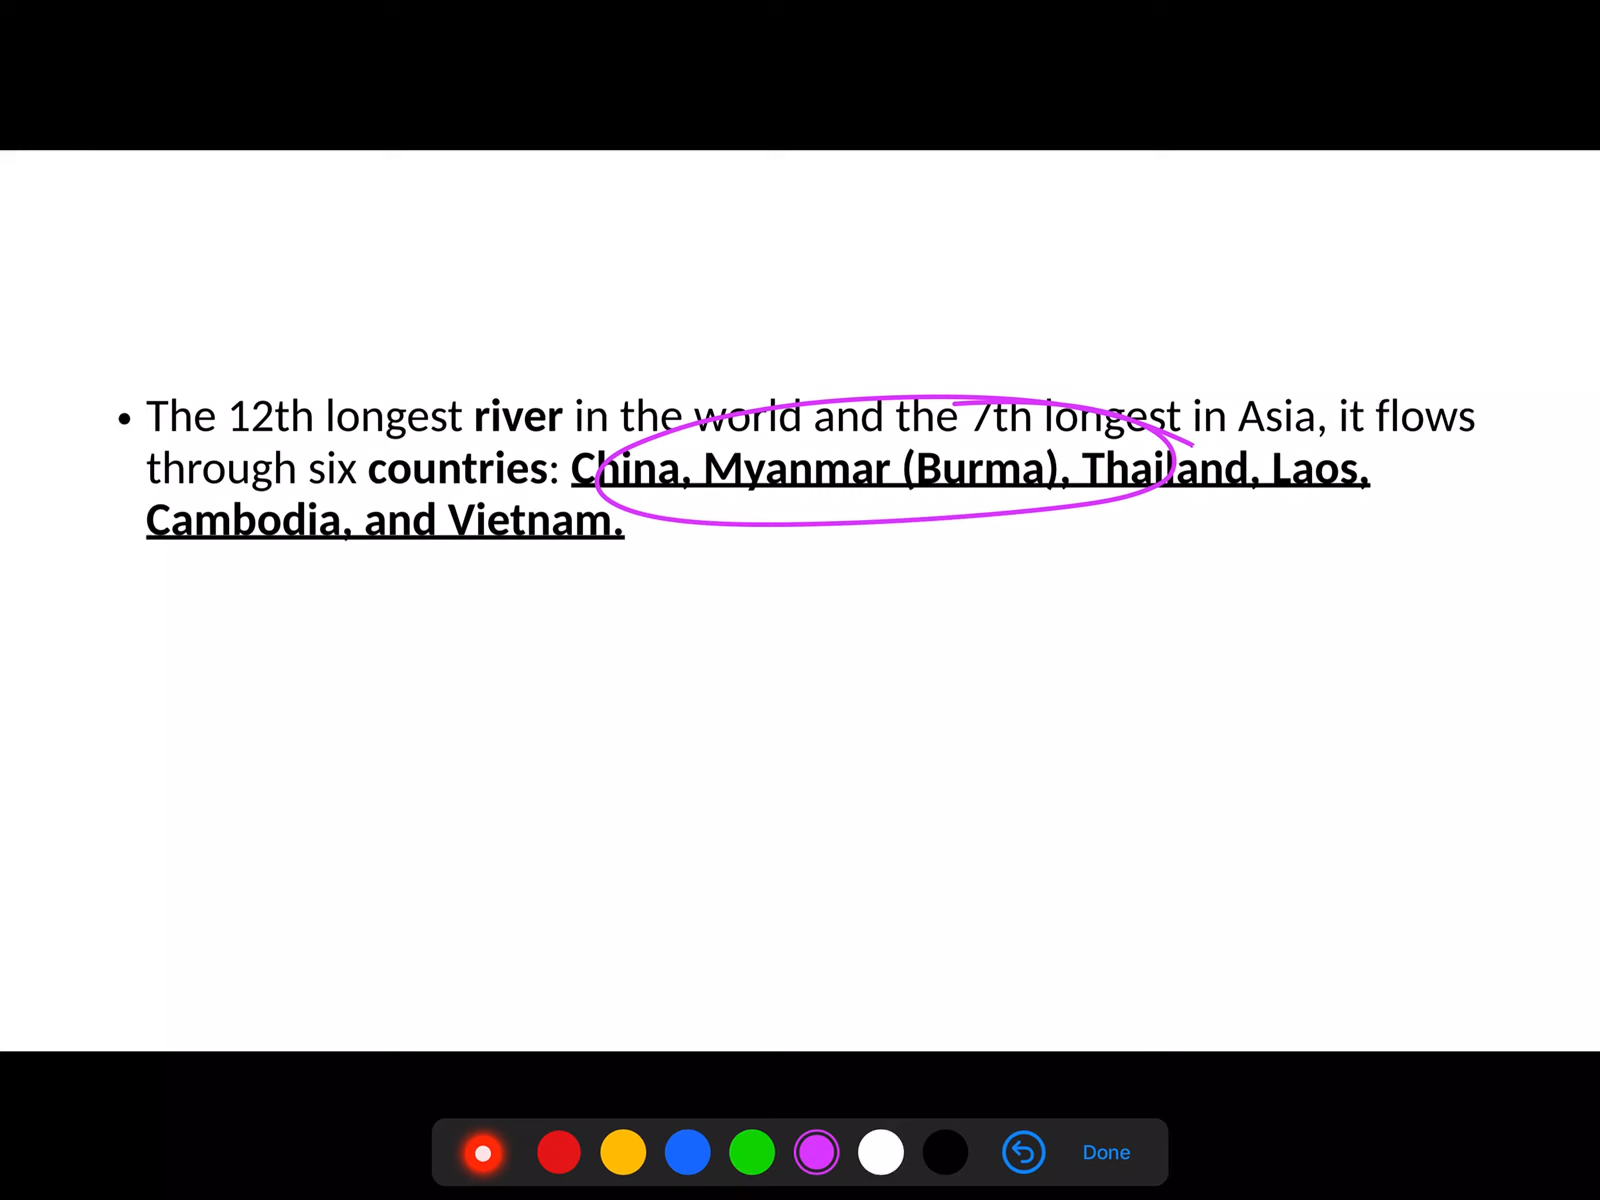 • The 12th longest river in the world and the 7th longest in Asia, it flows
through six countries: China, Myanmar (Burma), Thailand, Laos,
Cambodia, and Vietnam.
Done